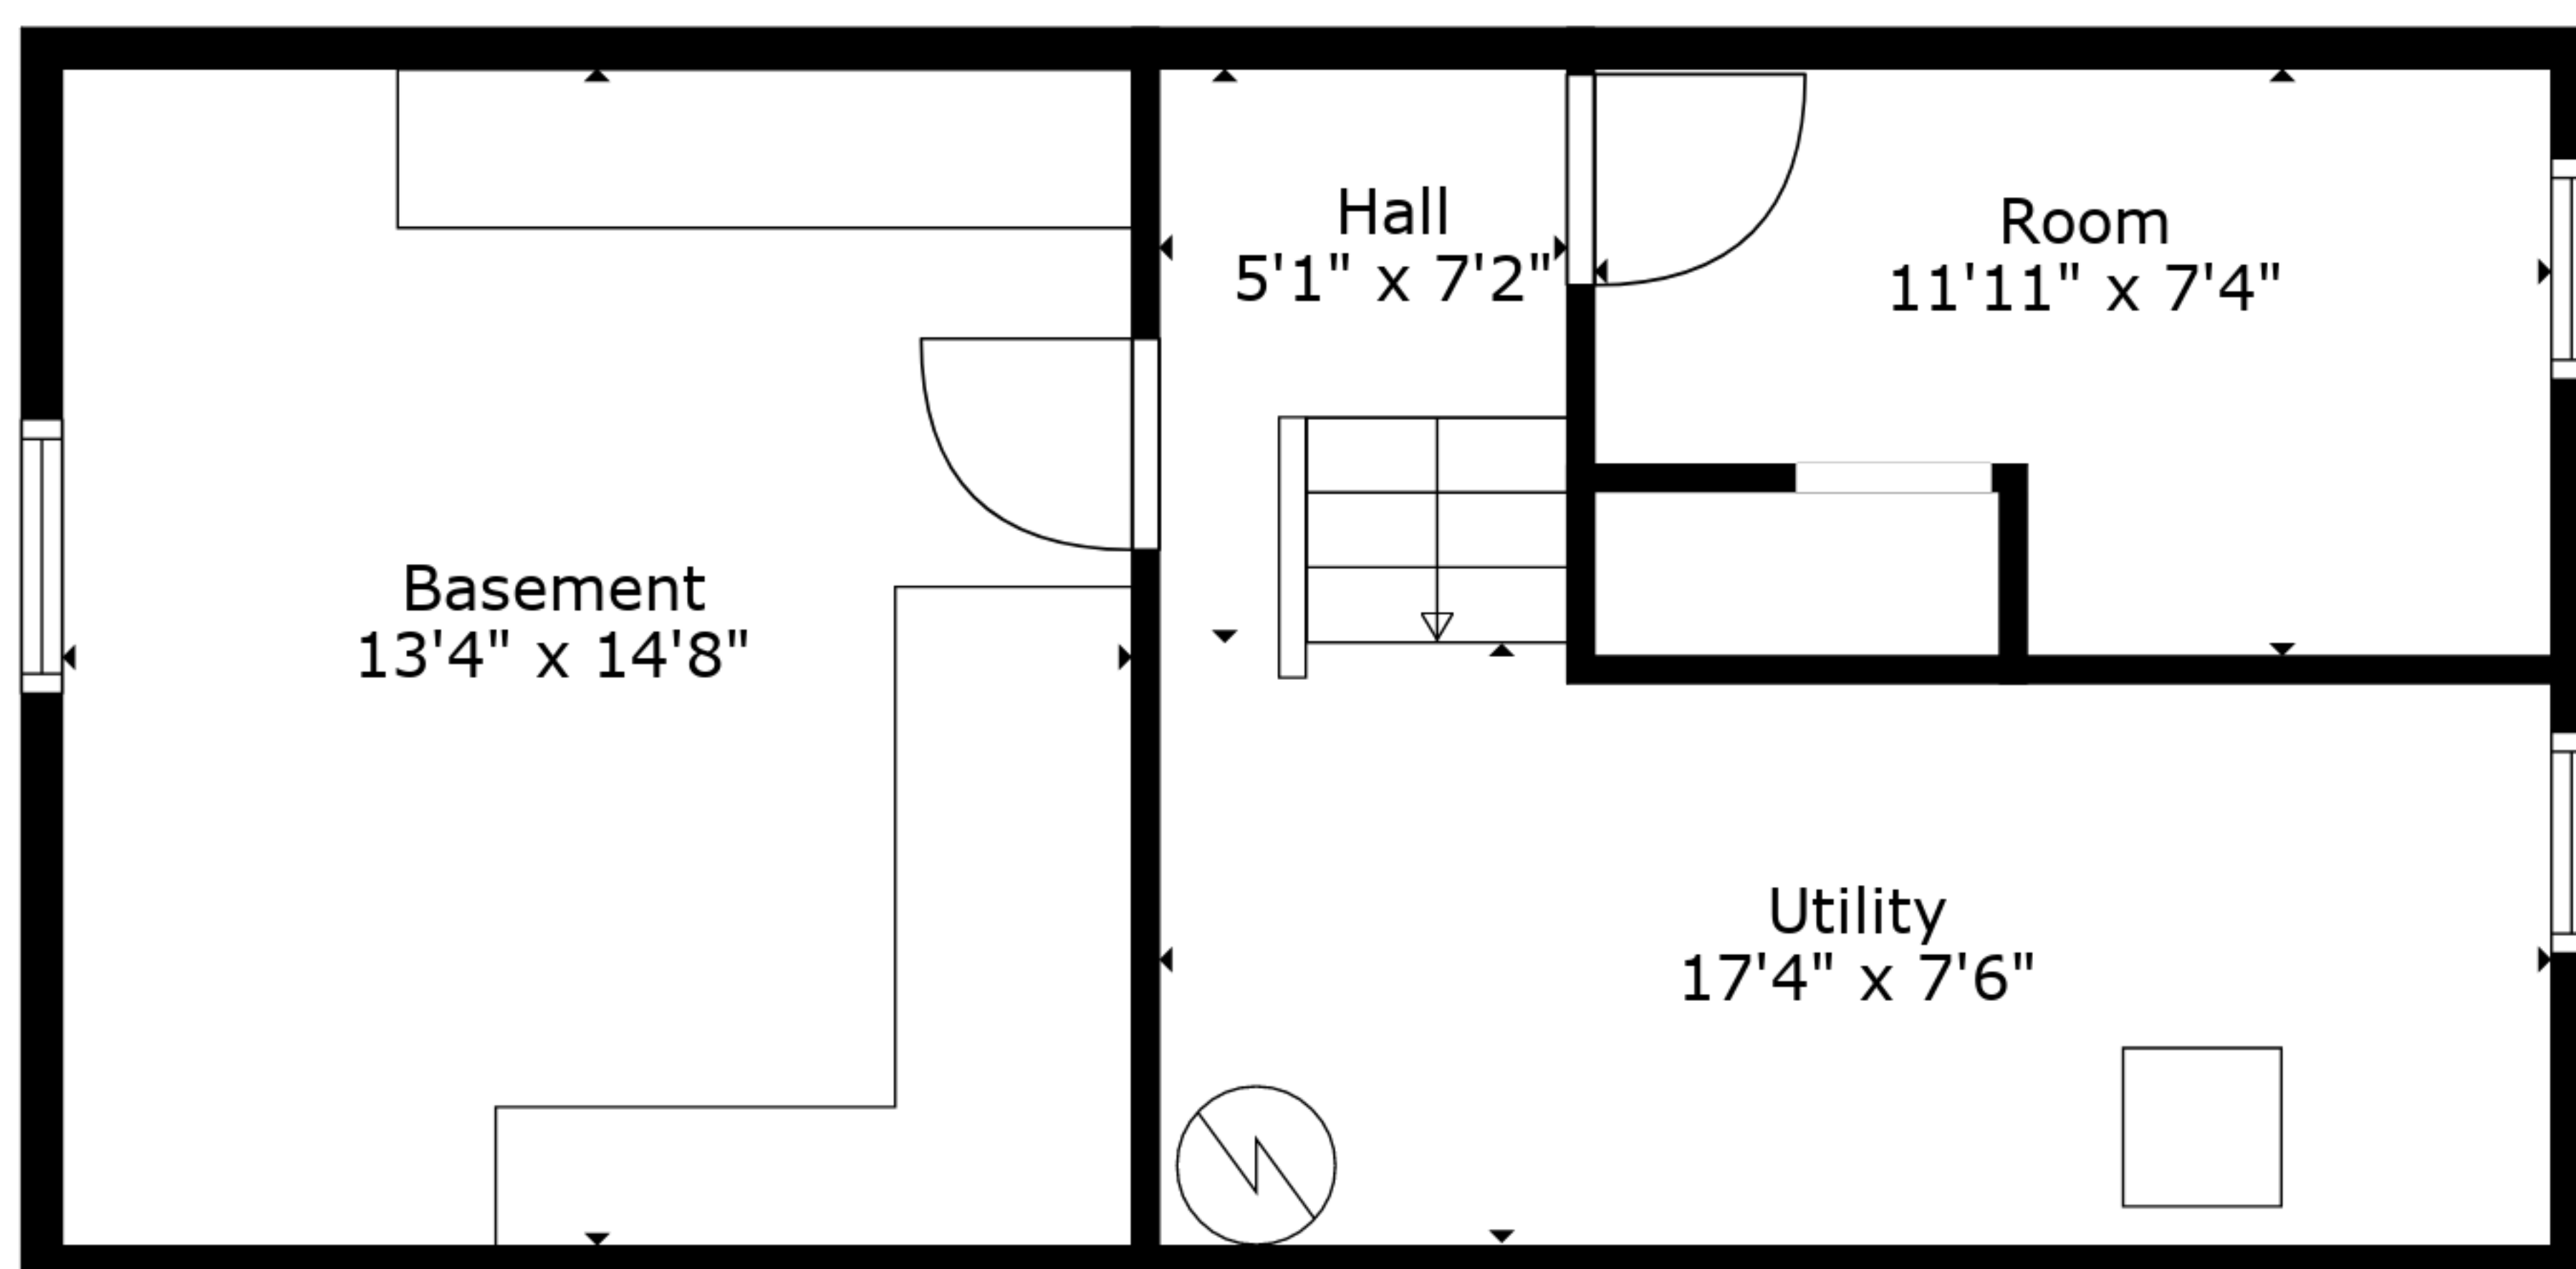 Hall
5'1" x 7'2"
Room
11'11" x 7'4"
Basement
13'4" x 14'8"
Utility
17'4" x 7'6"